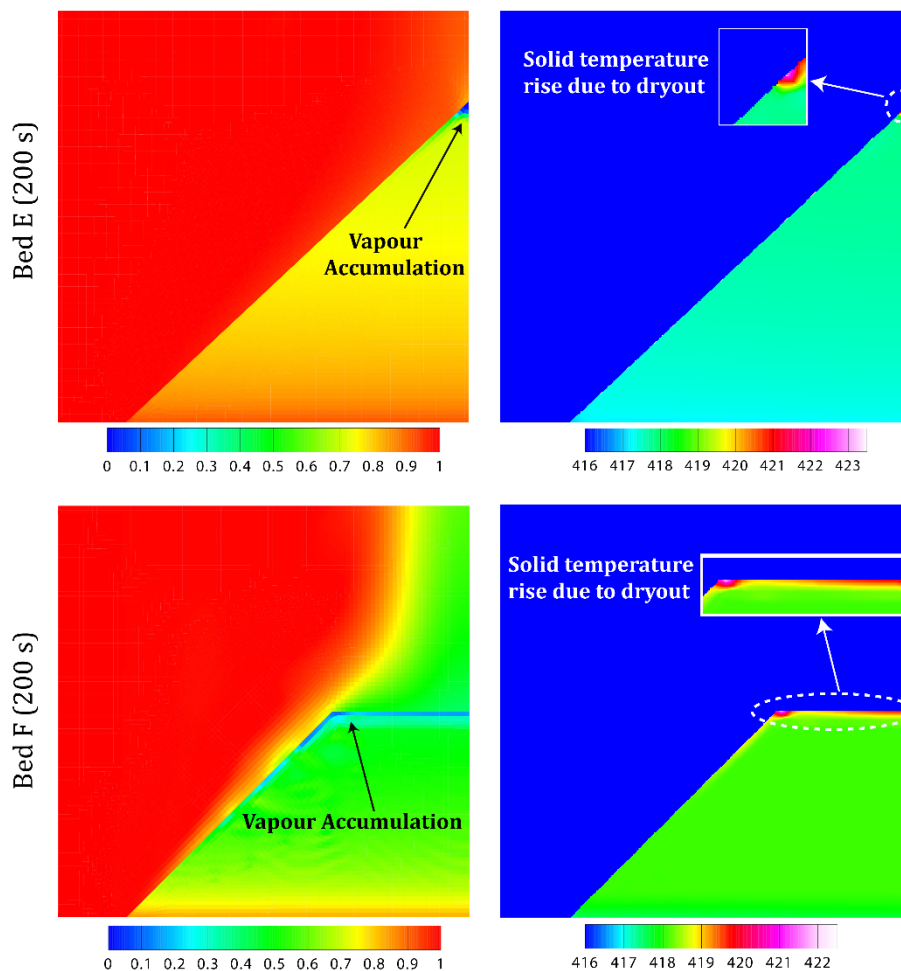 Bed E (200 s)
Vapour
Accumulation
Solid temperature
rise due to dryout
0 0.1 0.2 0.3 0.4 0.5 0.6 0.7 0.8 0.9 1
416 417 418 419 420 421 422 423
Bed F (200 s)
Vapour Accumulation
Solid temperature
rise due to dryout
0 0.1 0.2 0.3 0.4 0.5 0.6 0.7 0.8 0.9 1
416 417 418 419 420 421 422